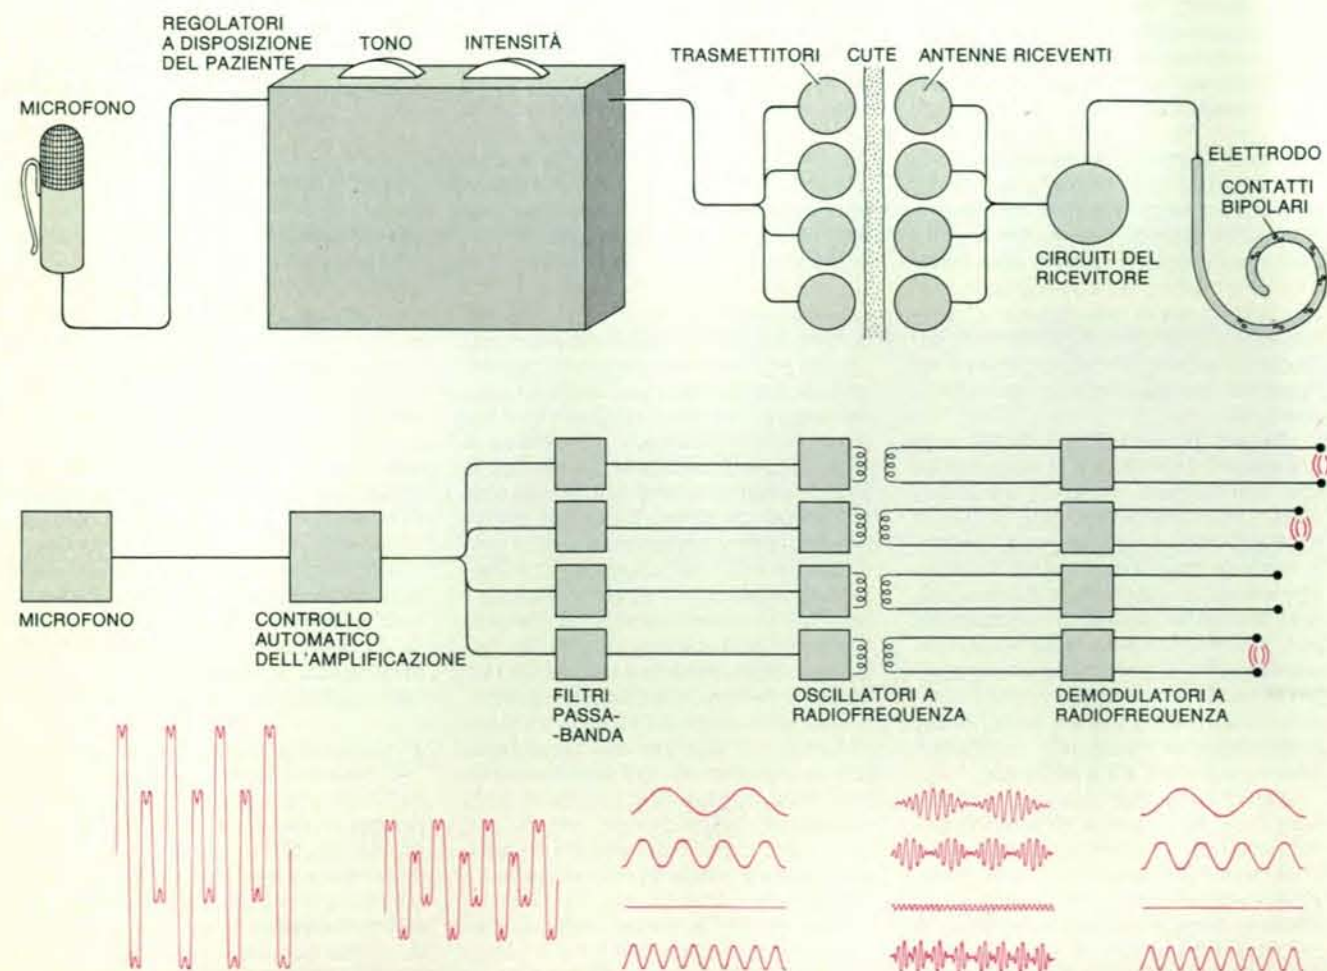 REGOLATORI
A DISPOSIZIONE
DEL PAZIENTE
TONO
INTENSITÀ
TRASMETTITORI
CUTE
ANTENNE RICEVENTI
MICROFONO
ELETTRODO
CONTATTI
BIPOLARI
CIRCUITI DEL
RICEVITORE
MICROFONO
CONTROLLO
AUTOMATICO
DELL'AMPLIFICAZIONE
FILTRI
PASSA-
-BANDA
OSCILLATORI A
RADIOFREQUENZA
DEMODULATORI A
RADIOFREQUENZA